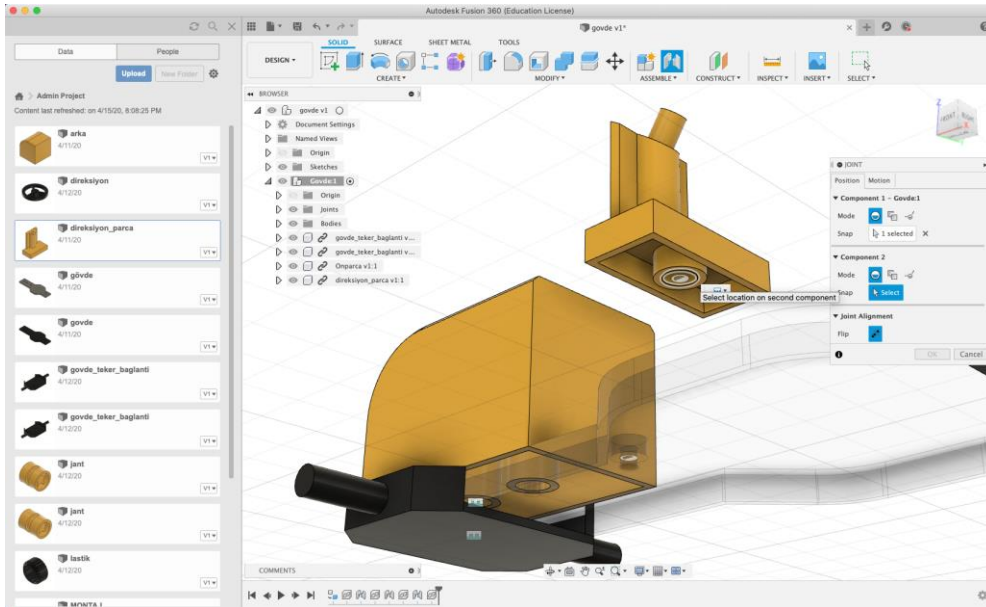 Autodesk Fusion 360 (Education License)
govde v1*
Data
People
Upload
New Folder
Admin Project
Content last refreshed: on 4/15/20, 8:08:25 PM
arka
4/11/20
V1
direksiyon
4/12/20
V1
direksiyon_parca
4/11/20
V1
gövde
4/11/20
V1
govde
4/11/20
V1
govde_teker_baglanti
4/12/20
V1
govde_teker_baglanti
4/12/20
V1
jant
4/12/20
V1
jant
4/12/20
V1
lastik
4/12/20
V1
MONTAJ
DESIGN
SOLID
SURFACE
SHEET METAL
TOOLS
CREATE
MODIFY
ASSEMBLE
CONSTRUCT
INSPECT
INSERT
SELECT
BROWSER
govde v1
Document Settings
Named Views
Origin
Sketches
Govde:1
Origin
Joints
Bodies
govde_teker_baglanti v...
govde_teker_baglanti v...
Onparca v1:1
direksiyon_parca v1:1
Select location on second component
Z
FRONT
RIGHT
X
JOINT
Position
Motion
Component 1 - Govde:1
Mode
Snap
1 selected
Component 2
Mode
Snap
Select
Joint Alignment
Flip
OK
Cancel
COMMENTS